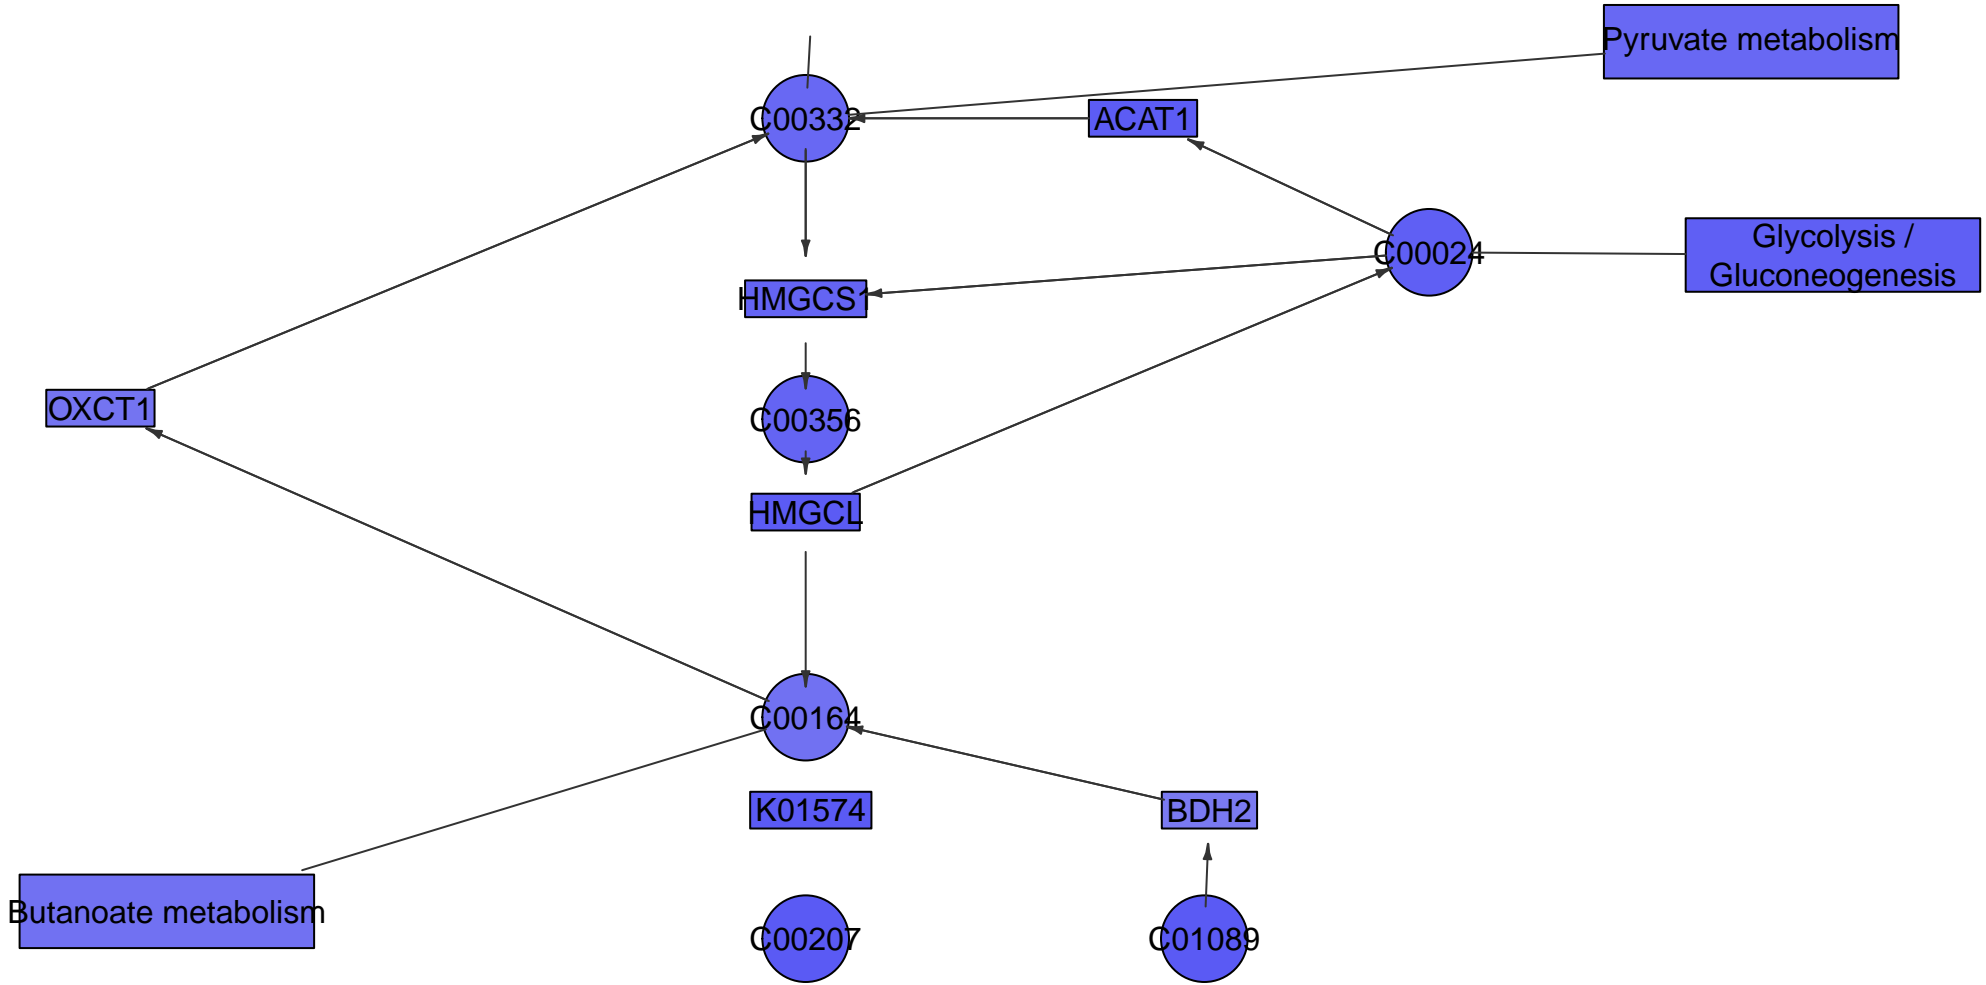 Pyruvate metabolism
C00332
ACAT1
Glycolysis /
Gluconeogenesis
C00024
HMGCS1
OXCT1
C00356
HMGCL
C00164
K01574
BDH2
Butanoate metabolism
C00207
C01089